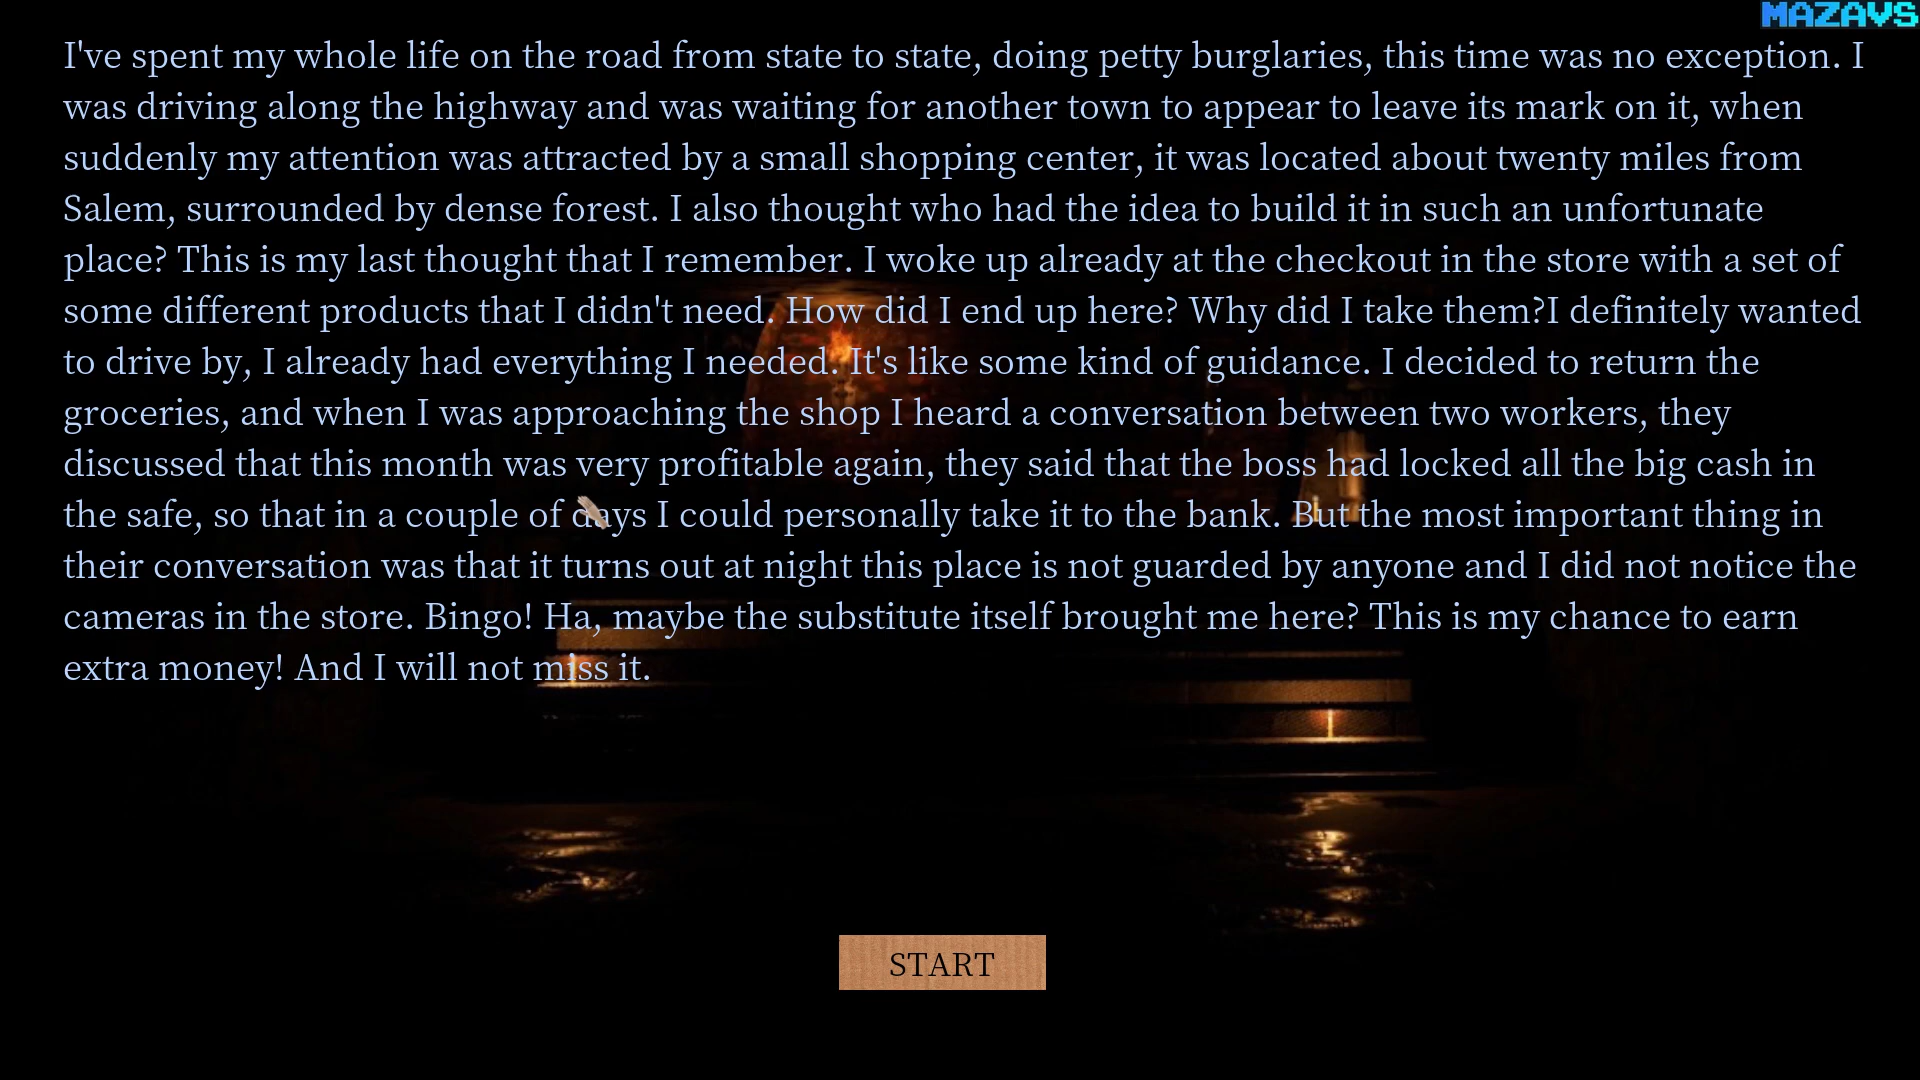 MAZAVS
I've spent my whole life on the road from state to state, doing petty burglaries, this time was no exception. I
was driving along the highway and was waiting for another town to appear to leave its mark on it, when
suddenly my attention was attracted by a small shopping center, it was located about twenty miles from
Salem, surrounded by dense forest. I also thought who had the idea to build it in such an unfortunate
place? This is my last thought that I remember. I woke up already at the checkout in the store with a set of
some different products that I didn't need. How did I end up here? Why did I take them?I definitely wanted
to drive by, I already had everything I needed. It's like some kind of guidance. I decided to return the
groceries, and when I was approaching the shop I heard a conversation between two workers, they
discussed that this month was very profitable again, they said that the boss had locked all the big cash in
the safe, so that in a couple of days I could personally take it to the bank. But the most important thing in
their conversation was that it turns out at night this place is not guarded by anyone and I did not notice the
cameras in the store. Bingo! Ha, maybe the substitute itself brought me here? This is my chance to earn
extra money! And I will not miss it.
START